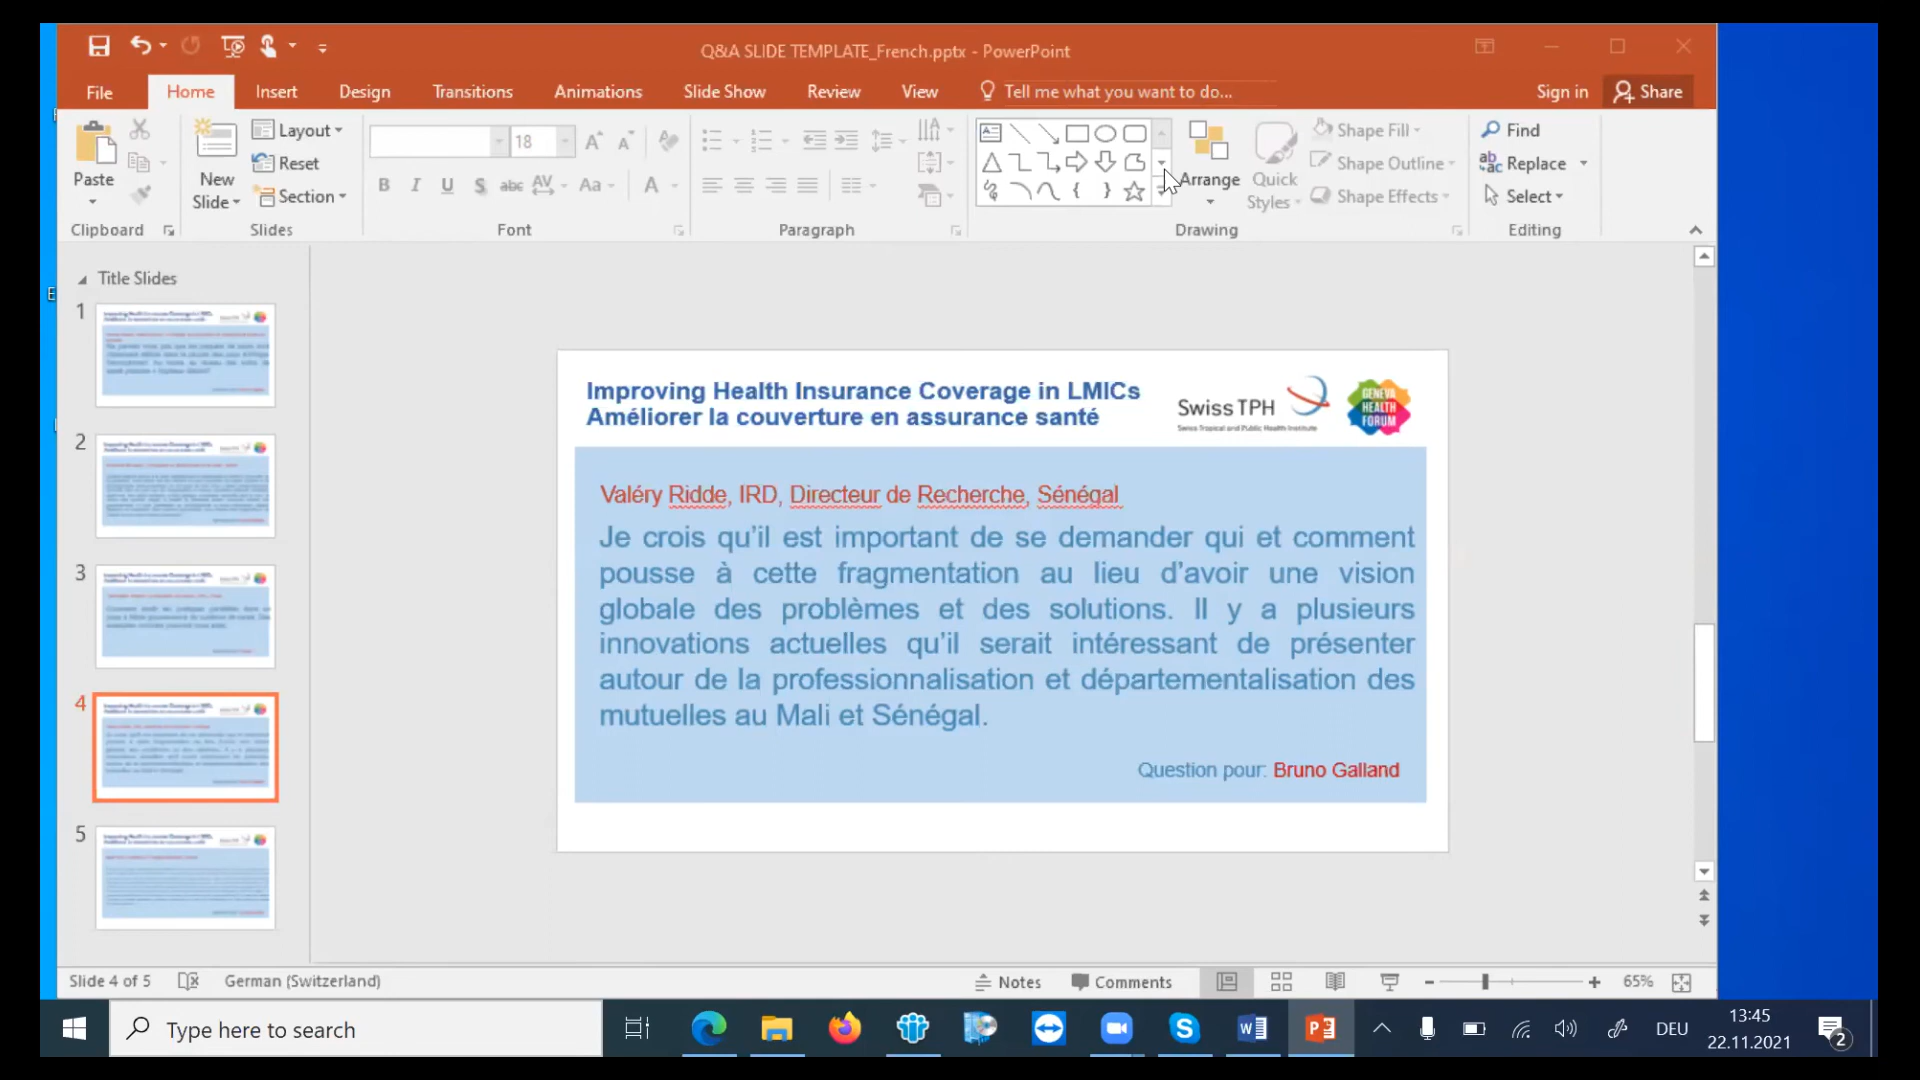 Q&A SLIDE TEMPLATE_French.pptx - PowerPoint
File Home Insert Design Transitions Animations Slide Show Review View Tell me what you want to do... Sign in Share
Paste
Clipboard
New Slide
Layout
Reset
Section
Slides
18
Font
Paragraph
Arrange
Quick Styles
Shape Fill
Shape Outline
Shape Effects
Drawing
Find
Replace
Select
Editing
Title Slides
1
2
3
4
5
Improving Health Insurance Coverage in LMICs
Améliorer la couverture en assurance santé
Swiss TPH
Swiss Tropical and Public Health Institute
GENEVA
HEALTH
FORUM
Valéry Ridde, IRD, Directeur de Recherche, Sénégal
Je crois qu'il est important de se demander qui et comment
pousse à cette fragmentation au lieu d'avoir une vision
globale des problèmes et des solutions. Il y a plusieurs
innovations actuelles qu'il serait intéressant de présenter
autour de la professionnalisation et départementalisation des
mutuelles au Mali et Sénégal.
Question pour: Bruno Galland
Slide 4 of 5 German (Switzerland) Notes Comments 65%
Type here to search
DEU
13:45
22.11.2021
2